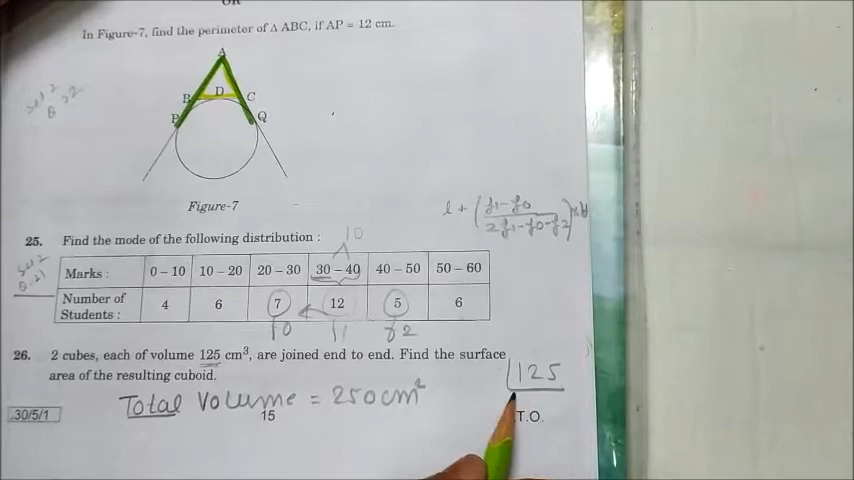 OR
In Figure-7, find the perimeter of Δ ABC, if AP = 12 cm.
A
B D C
P Q
Figure-7
l + (f1-f0 / 2f1-f0-f2) × h
25. Find the mode of the following distribution :
10
Marks : 0 – 10 10 – 20 20 – 30 30 – 40 40 – 50 50 – 60
Number of Students : 4 6 7 12 5 6
f0 f1 f2
26. 2 cubes, each of volume 125 cm³, are joined end to end. Find the surface
area of the resulting cuboid.
125
Total Volume = 250cm²
.30/5/1 15 .T.O.